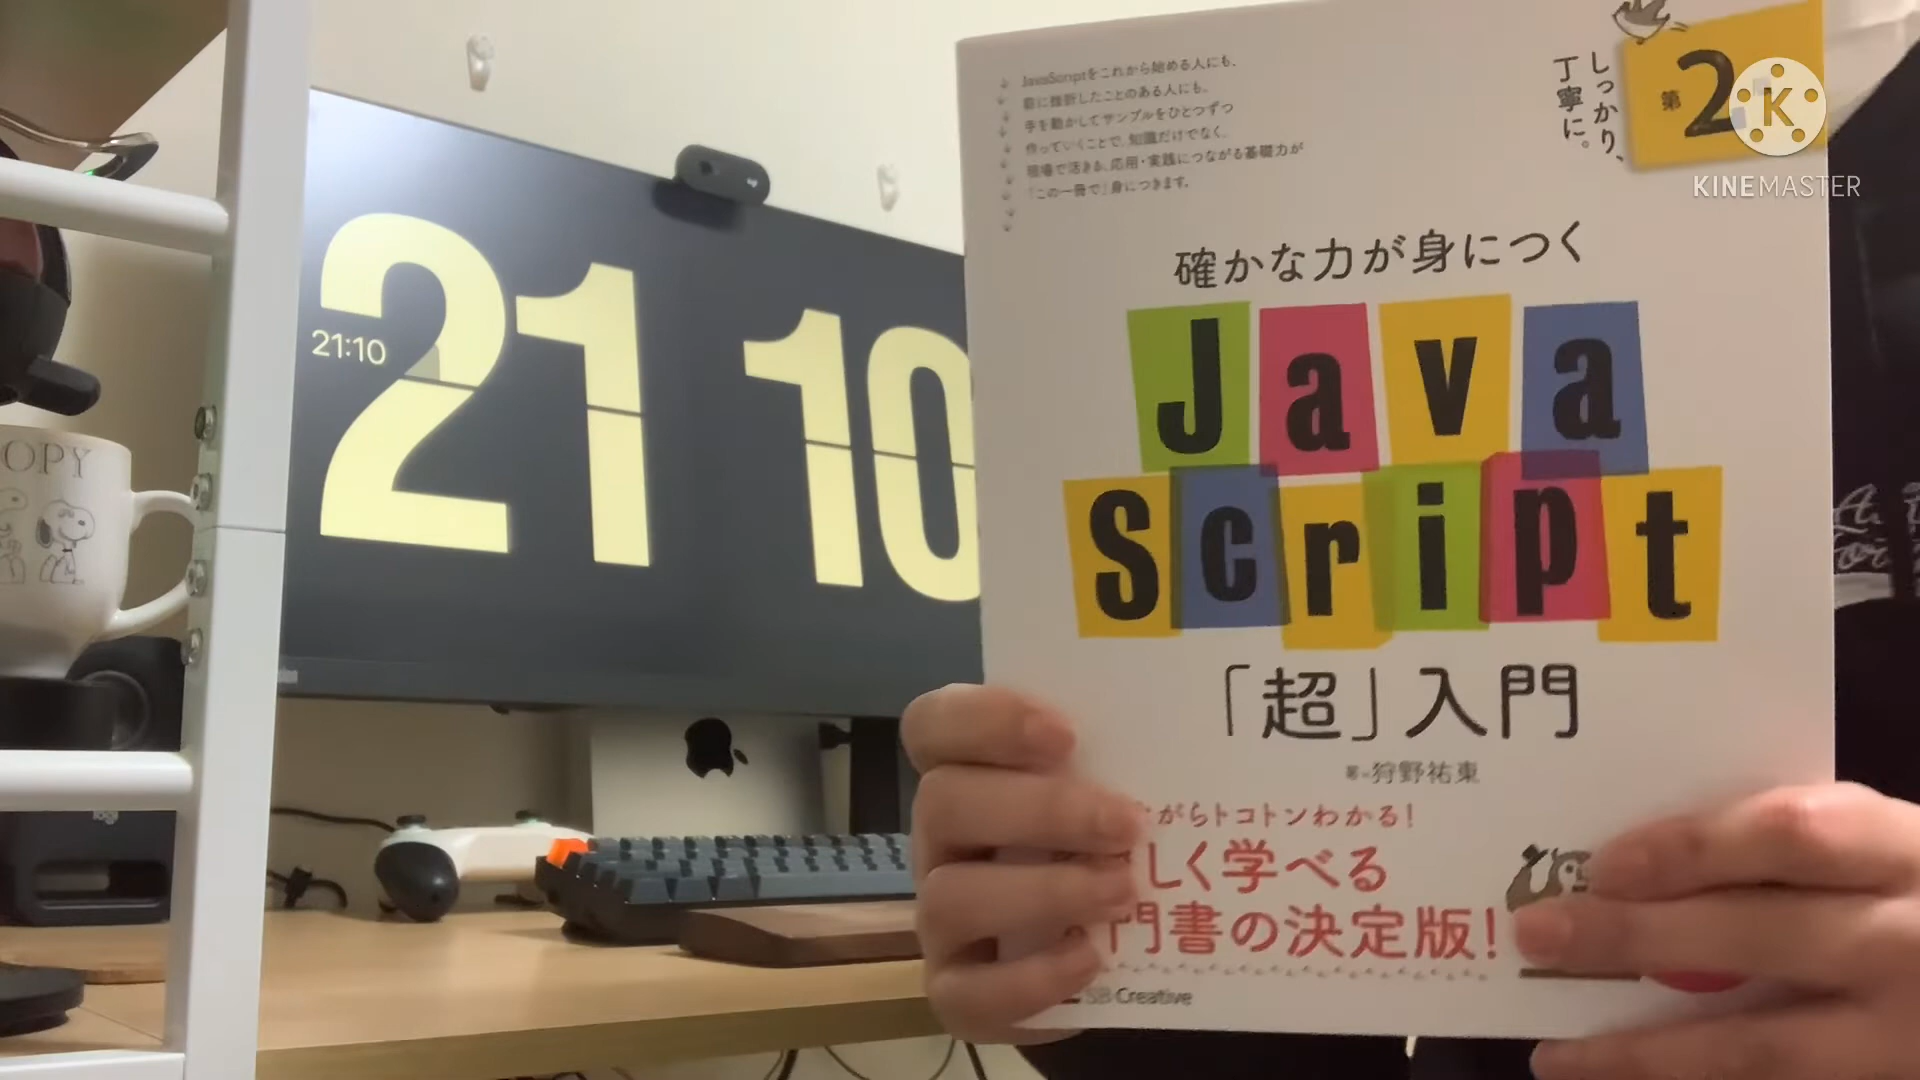 OPY
21:10
21 10
logi
JavaScriptをこれから始める人にも、
前に挫折したことのある人にも、
手を動かしてサンプルをひとつずつ
作っていくことで、知識だけでなく、
現場で活きる、応用・実践につながる基礎力が
「この一冊で」身につきます。
しっかり、
丁寧に。
第2
KINEMASTER
確かな力が身につく
Java
Script
「超」入門
著・狩野祐東
がらトコトンわかる!
しく学べる
門書の決定版!
SB Creative